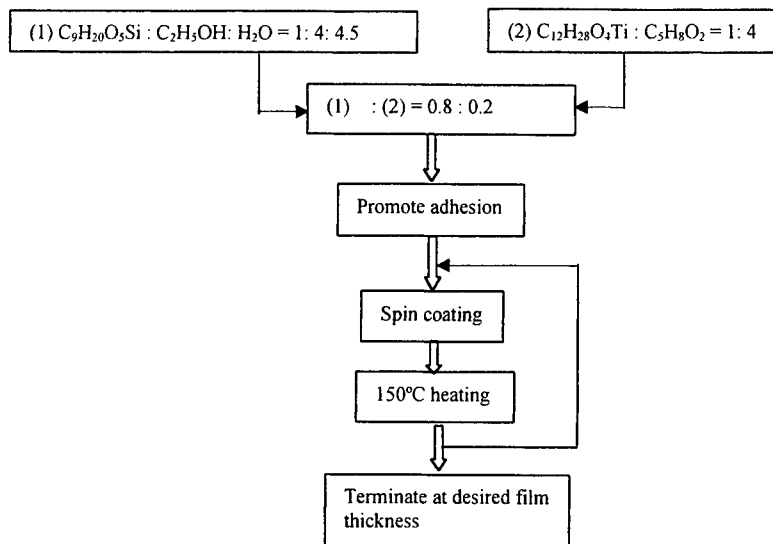 (1) C₉H₂₀O₅Si : C₂H₅OH: H₂O = 1: 4: 4.5
(2) C₁₂H₂₈O₄Ti : C₅H₈O₂ = 1: 4
(1) : (2) = 0.8 : 0.2
Promote adhesion
Spin coating
150ºC heating
Terminate at desired film
thickness